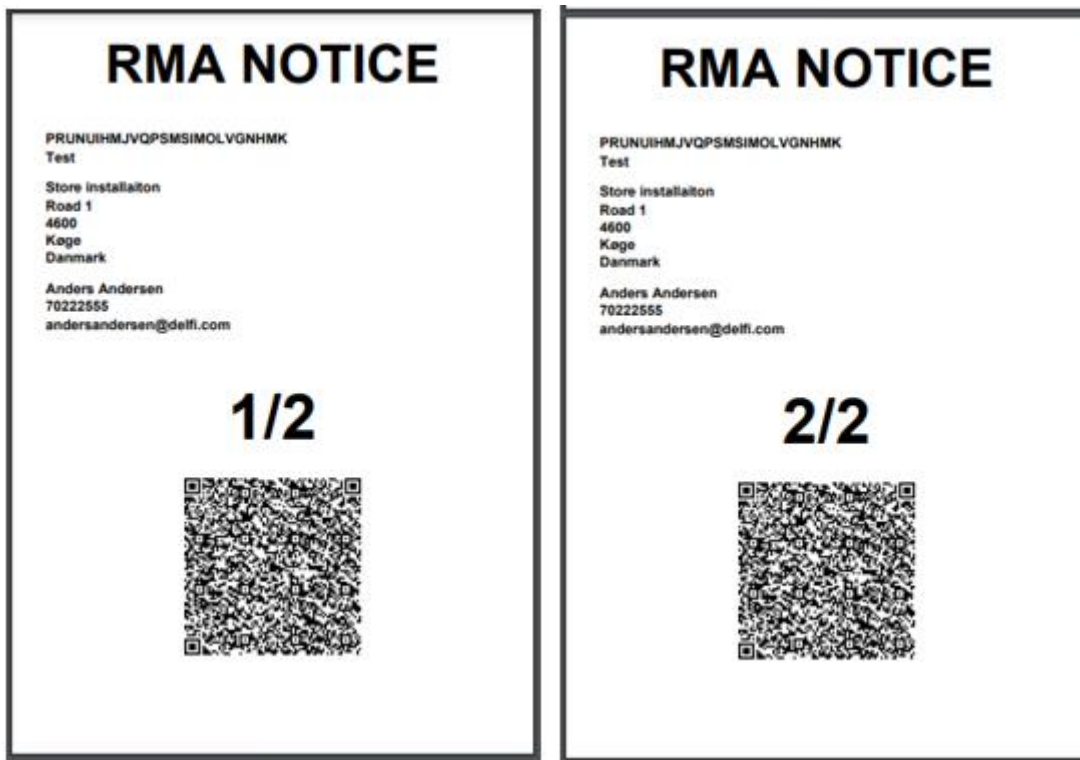 RMA NOTICE
PRUNUIHMJVQPSMSIMOLVGNHMK
Test
Store installaiton
Road 1
4600
Køge
Danmark
Anders Andersen
70222555
andersandersen@delfi.com
1/2
RMA NOTICE
PRUNUIHMJVQPSMSIMOLVGNHMK
Test
Store installaiton
Road 1
4600
Køge
Danmark
Anders Andersen
70222555
andersandersen@delfi.com
2/2